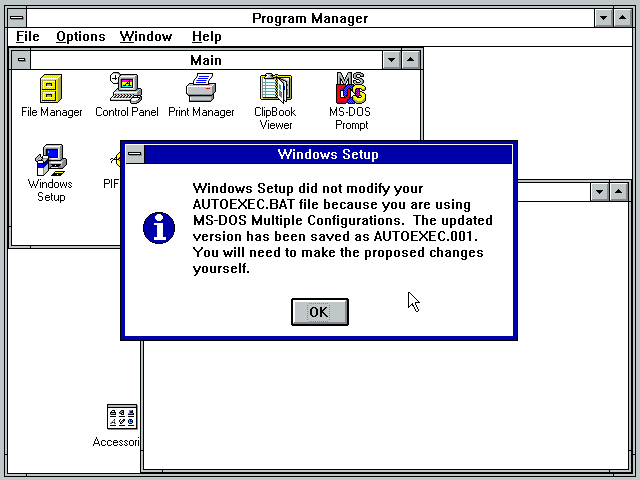 Program Manager
File Options Window Help
Main
File Manager
Control Panel
Print Manager
ClipBook
Viewer
MS-DOS
Prompt
Windows
Setup
Windows Setup
Windows Setup did not modify your
AUTOEXEC.BAT file because you are using
MS-DOS Multiple Configurations. The updated
version has been saved as AUTOEXEC.001.
You will need to make the proposed changes
yourself.
OK